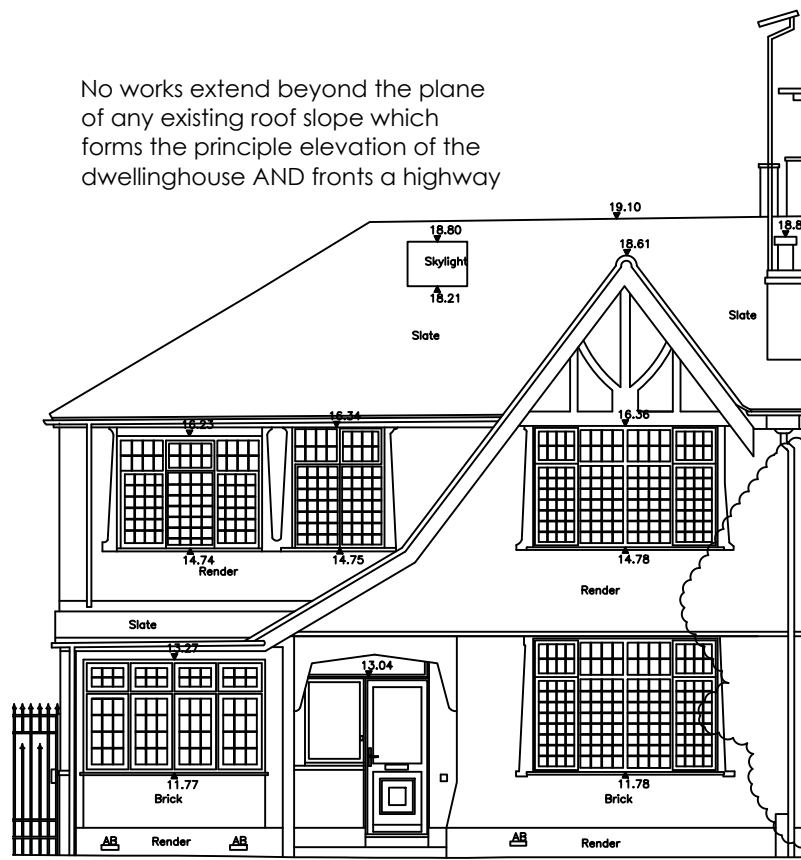 No works extend beyond the plane
of any existing roof slope which
forms the principle elevation of the
dwellinghouse AND fronts a highway
19.10
18.80
18.8
18.61
Skylight
18.21
Slate
Slate
16.23
16.34
16.36
14.74
14.75
14.78
Render
Render
Slate
13.27
13.04
11.77
11.78
Brick
Brick
AB
Render
AB
AB
Render